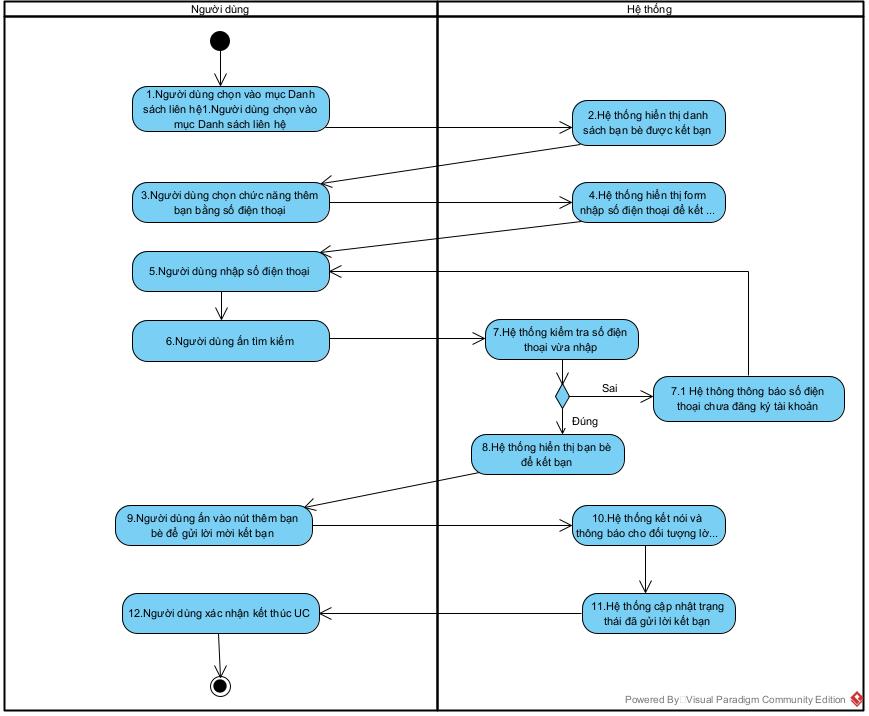 Người dùng
Hệ thống
1.Người dùng chọn vào mục Danh
sách liên hệ1.Người dùng chọn vào
mục Danh sách liên hệ
2.Hệ thống hiển thị danh
sách bạn bè được kết bạn
3.Người dùng chọn chức năng thêm
bạn bằng số điện thoại
4.Hệ thống hiển thị form
nhập số điện thoại để kết ...
5.Người dùng nhập số điện thoại
6.Người dùng ấn tìm kiếm
7.Hệ thống kiểm tra số điện
thoại vừa nhập
Sai
7.1 Hệ thông thông báo số điện
thoại chưa đăng ký tài khoản
Đúng
8.Hệ thống hiển thị bạn bè
để kết bạn
9.Người dùng ấn vào nút thêm bạn
bè để gửi lời mời kết bạn
10.Hệ thống kết nói và
thông báo cho đối tượng lờ...
11.Hệ thống cập nhật trạng
thái đã gửi lời kết bạn
12.Người dùng xác nhận kết thúc UC
Powered By Visual Paradigm Community Edition